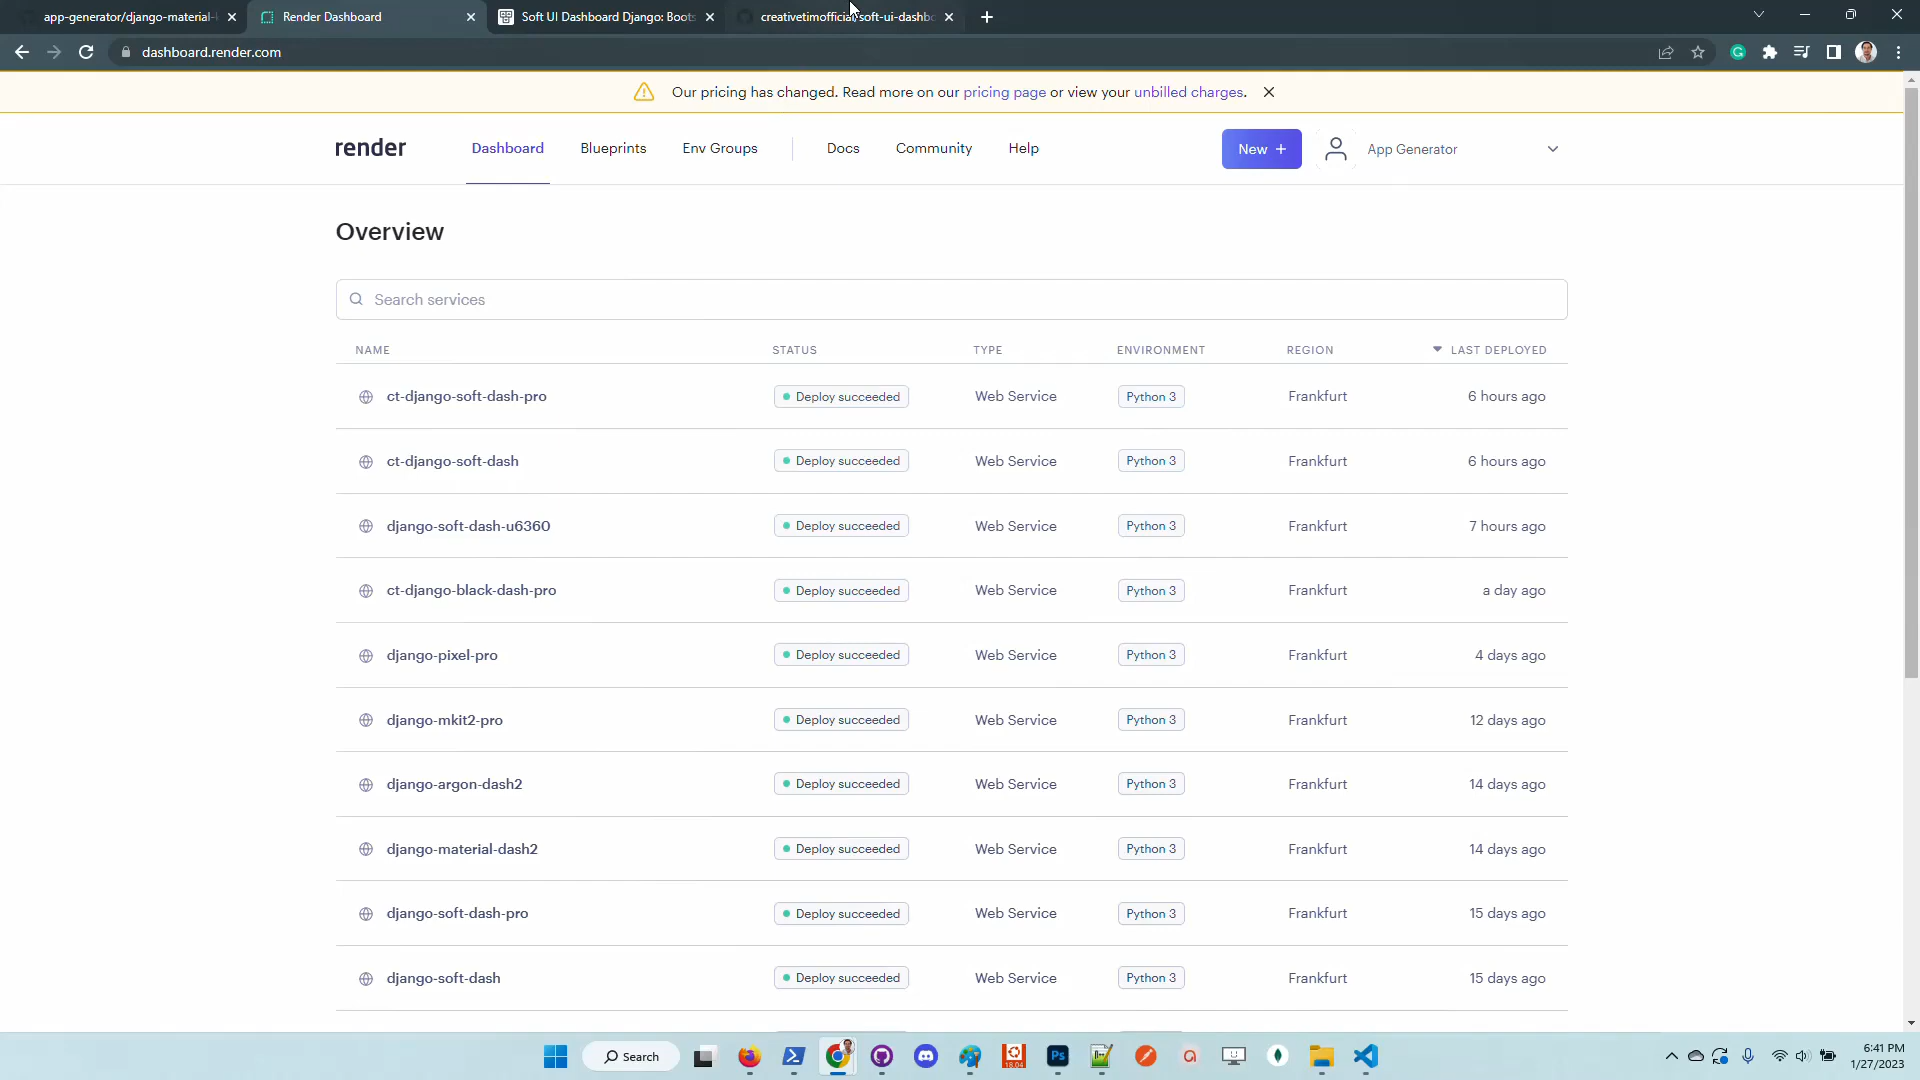 app-generator/django-material-
Render Dashboard
Soft UI Dashboard Django: Boots
creativetimofficial/soft-ui-dashbo
dashboard.render.com
Our pricing has changed. Read more on our pricing page or view your unbilled charges.
render
Dashboard
Blueprints
Env Groups
Docs
Community
Help
New +
App Generator
Overview
Search services
NAME STATUS TYPE ENVIRONMENT REGION LAST DEPLOYED
ct-django-soft-dash-pro Deploy succeeded Web Service Python 3 Frankfurt 6 hours ago
ct-django-soft-dash Deploy succeeded Web Service Python 3 Frankfurt 6 hours ago
django-soft-dash-u6360 Deploy succeeded Web Service Python 3 Frankfurt 7 hours ago
ct-django-black-dash-pro Deploy succeeded Web Service Python 3 Frankfurt a day ago
django-pixel-pro Deploy succeeded Web Service Python 3 Frankfurt 4 days ago
django-mkit2-pro Deploy succeeded Web Service Python 3 Frankfurt 12 days ago
django-argon-dash2 Deploy succeeded Web Service Python 3 Frankfurt 14 days ago
django-material-dash2 Deploy succeeded Web Service Python 3 Frankfurt 14 days ago
django-soft-dash-pro Deploy succeeded Web Service Python 3 Frankfurt 15 days ago
django-soft-dash Deploy succeeded Web Service Python 3 Frankfurt 15 days ago
Search
Ps
18.04
6:41 PM
1/27/2023